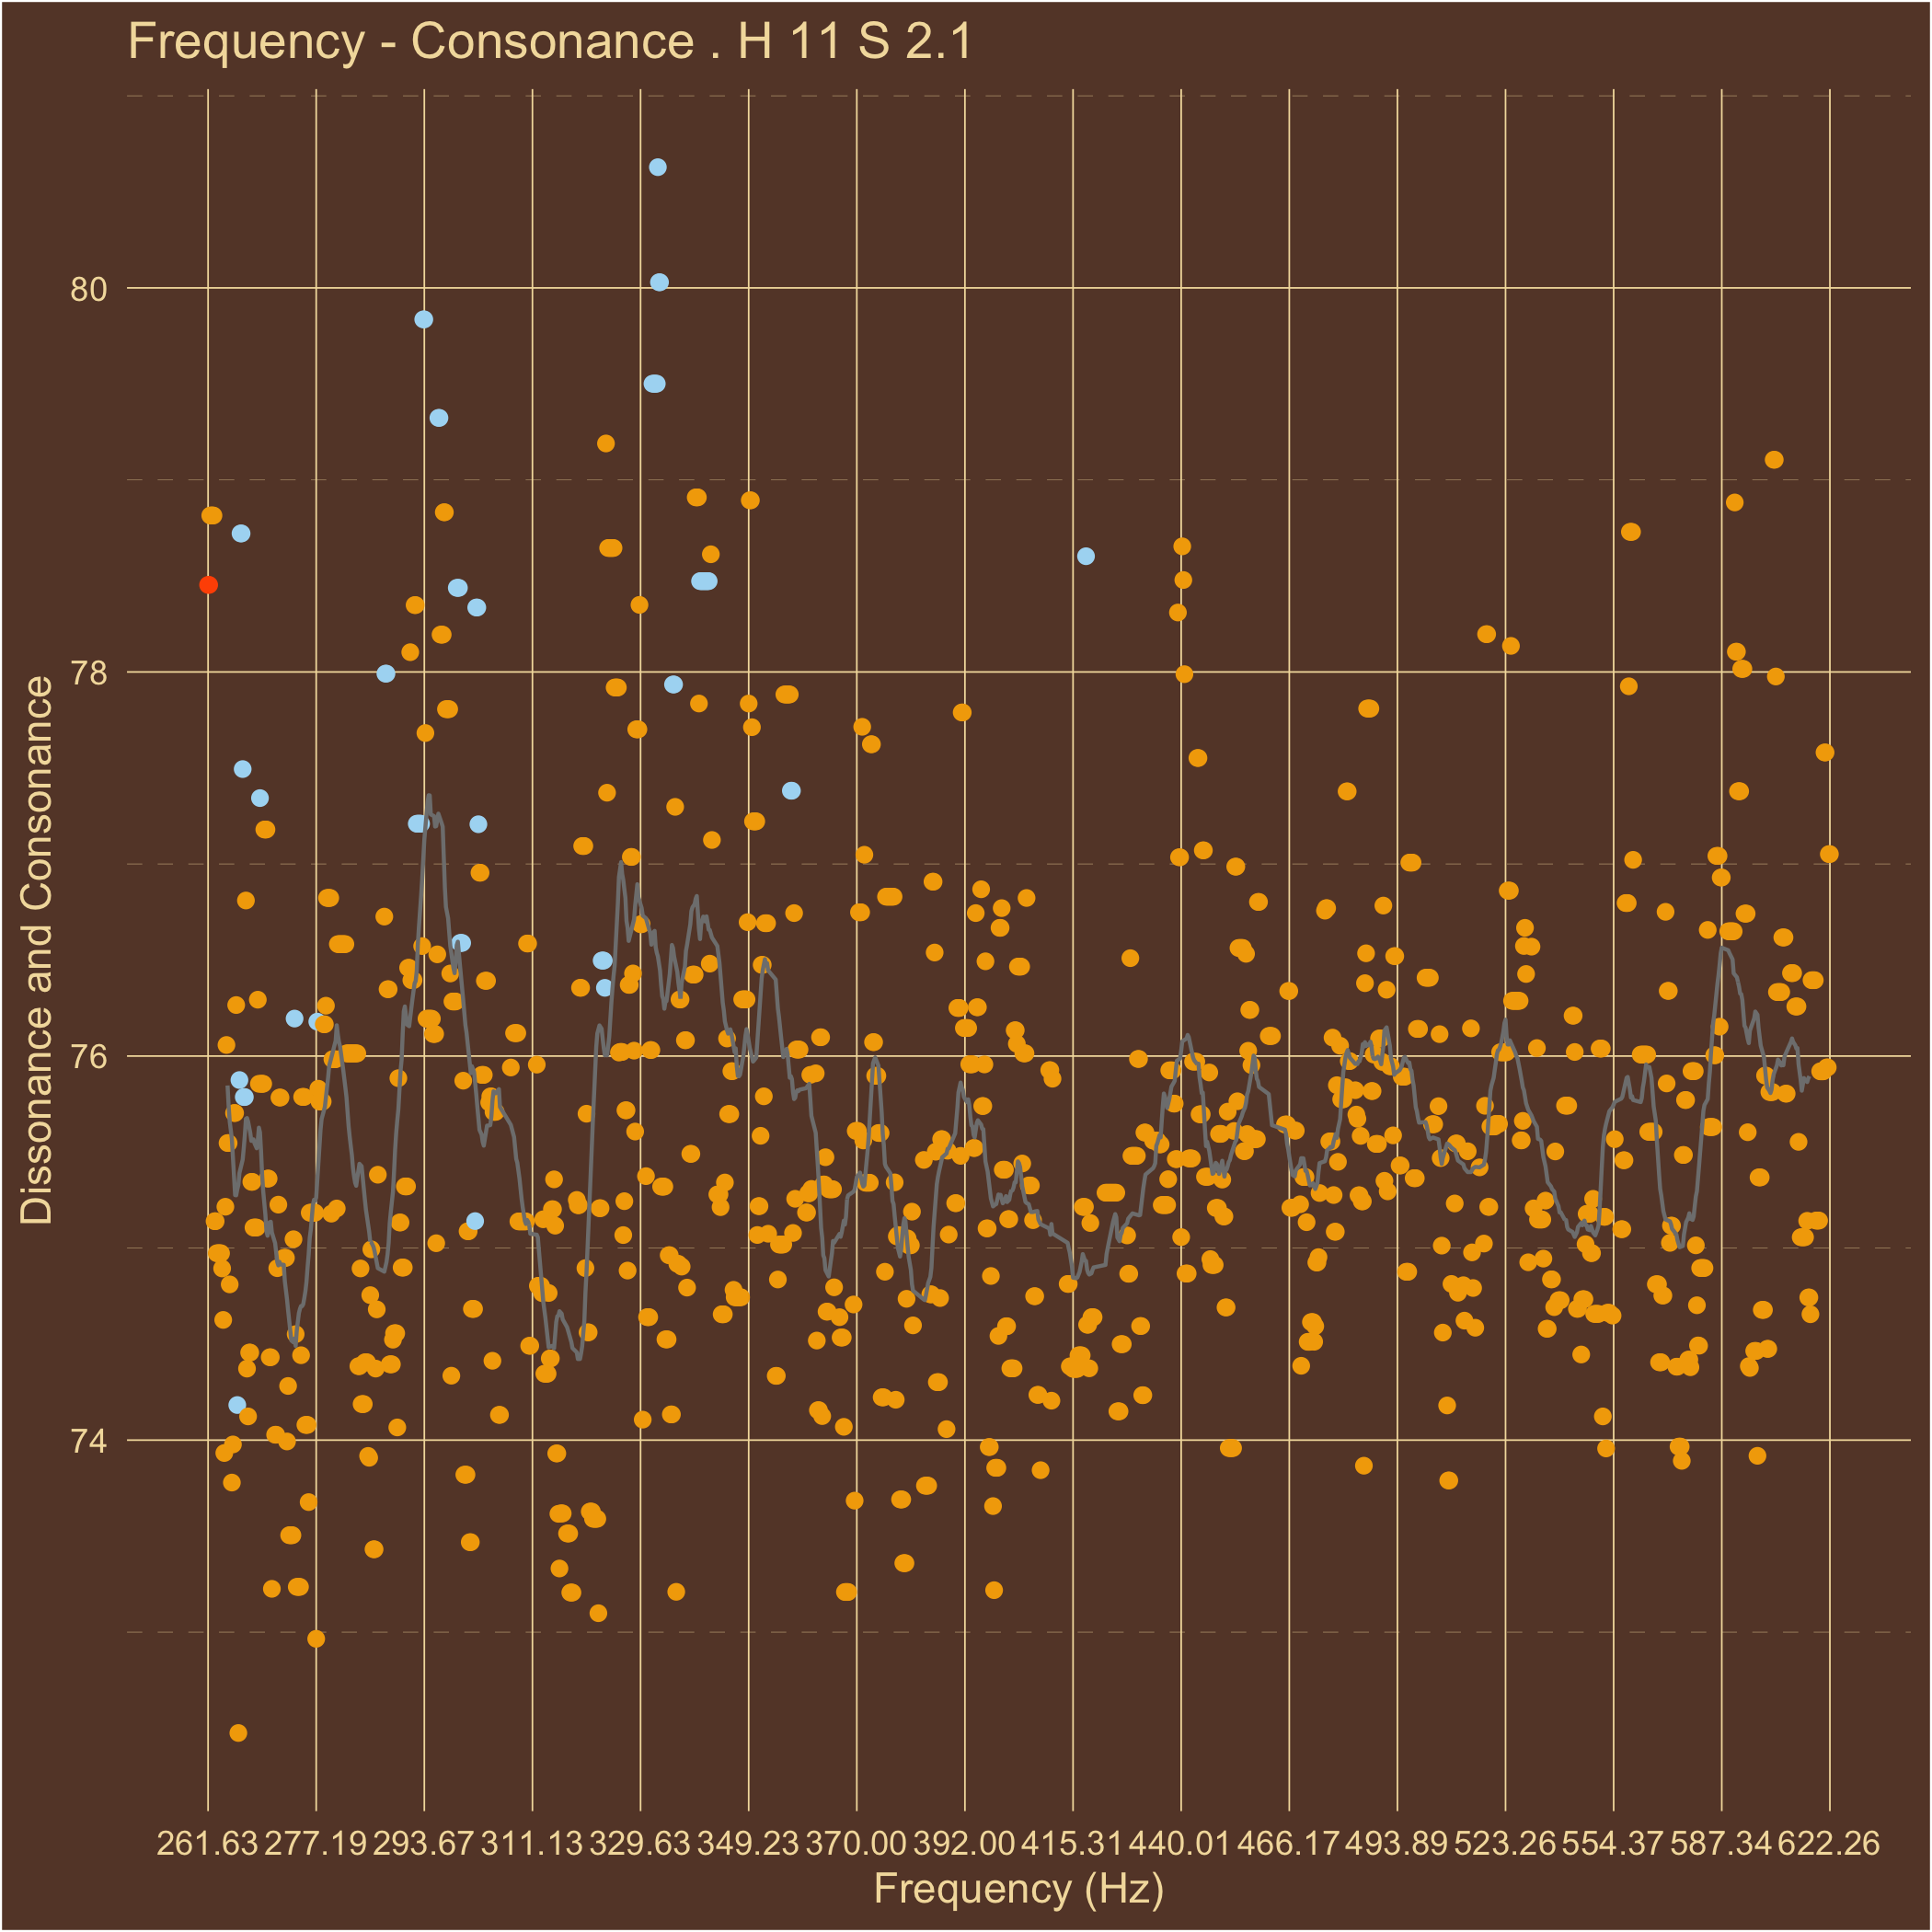 Frequency - Consonance . H 11 S 2.1
Dissonance and Consonance
80
78
76
74
261.63 277.19 293.67 311.13 329.63 349.23 370.00 392.00 415.31 440.01 466.17 493.89 523.26 554.37 587.34 622.26
Frequency (Hz)